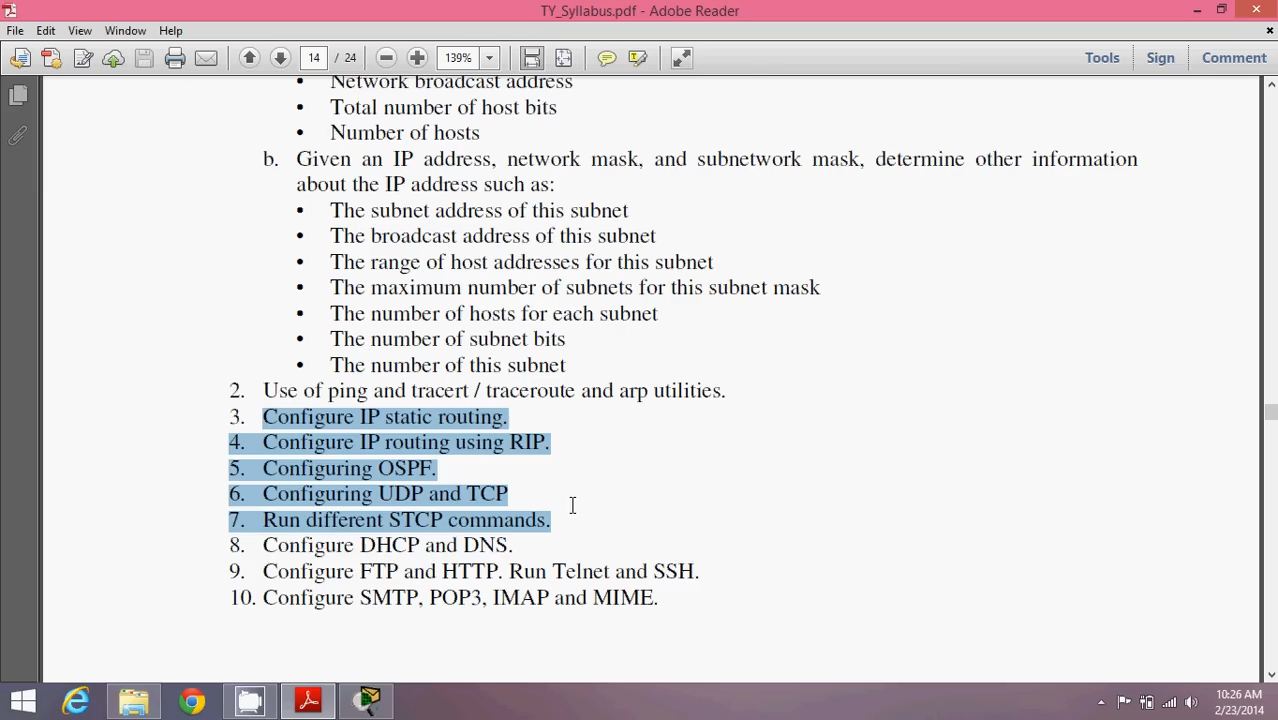 TY_Syllabus.pdf - Adobe Reader
File Edit View Window Help
14 / 24 139% Tools Sign Comment
• Network broadcast address
• Total number of host bits
• Number of hosts
b. Given an IP address, network mask, and subnetwork mask, determine other information
about the IP address such as:
• The subnet address of this subnet
• The broadcast address of this subnet
• The range of host addresses for this subnet
• The maximum number of subnets for this subnet mask
• The number of hosts for each subnet
• The number of subnet bits
• The number of this subnet
2. Use of ping and tracert / traceroute and arp utilities.
3. Configure IP static routing.
4. Configure IP routing using RIP.
5. Configuring OSPF.
6. Configuring UDP and TCP
7. Run different STCP commands.
8. Configure DHCP and DNS.
9. Configure FTP and HTTP. Run Telnet and SSH.
10. Configure SMTP, POP3, IMAP and MIME.
10:26 AM
2/23/2014